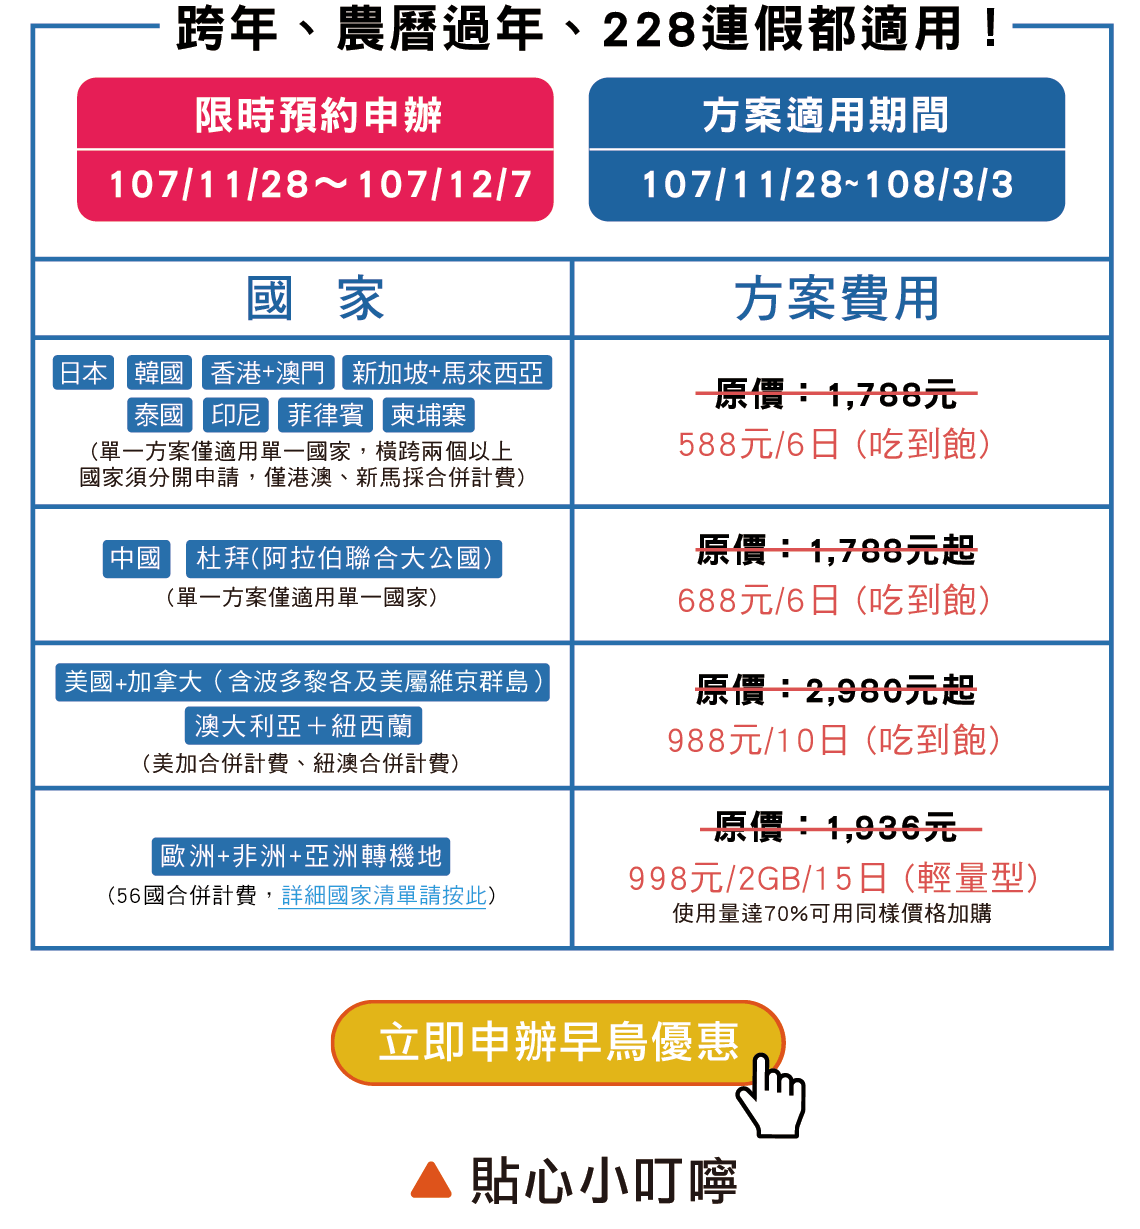 跨年、農曆過年、228連假都適用！
限時預約申辦
107/11/28～107/12/7
方案適用期間
107/11/28~108/3/3
國 家
方案費用
日本 韓國 香港+澳門 新加坡+馬來西亞
泰國 印尼 菲律賓 柬埔寨
（單一方案僅適用單一國家，橫跨兩個以上
國家須分開申請，僅港澳、新馬採合併計費）
原價：1,788元
588元/6日（吃到飽）
中國 杜拜(阿拉伯聯合大公國)
（單一方案僅適用單一國家）
原價：1,788元起
688元/6日（吃到飽）
美國+加拿大（含波多黎各及美屬維京群島）
澳大利亞＋紐西蘭
（美加合併計費、紐澳合併計費）
原價：2,980元起
988元/10日（吃到飽）
歐洲+非洲+亞洲轉機地
（56國合併計費，詳細國家清單請按此）
原價：1,936元
998元/2GB/15日（輕量型）
使用量達70%可用同樣價格加購
立即申辦早鳥優惠
貼心小叮嚀